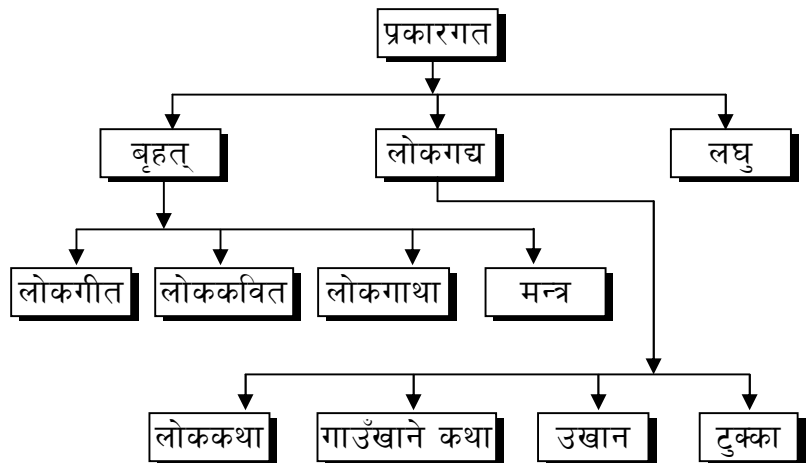 प्रकारगत
बृहत् लोकगद्य लघु
लोकगीत लोककवित लोकगाथा मन्त्र
लोककथा गाउँखाने कथा उखान टुक्का